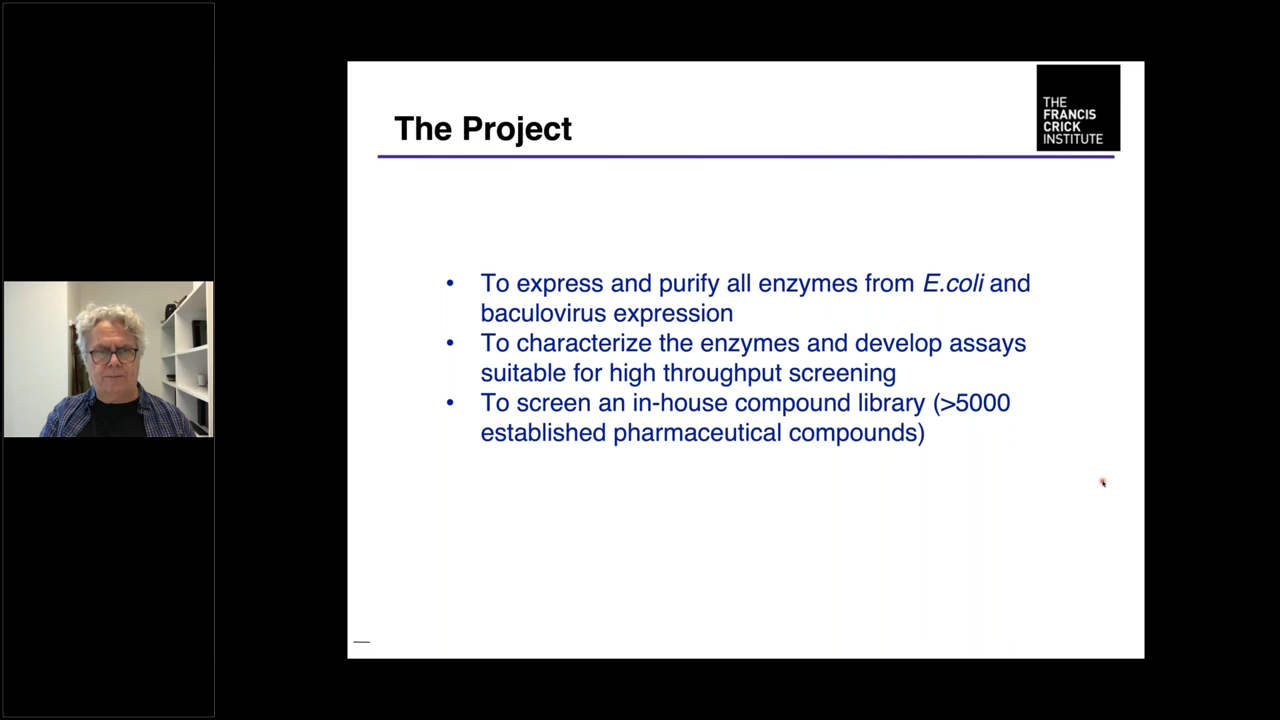 The Project
THE
FRANCIS
CRICK
INSTITUTE
• To express and purify all enzymes from E.coli and
baculovirus expression
• To characterize the enzymes and develop assays
suitable for high throughput screening
• To screen an in-house compound library (>5000
established pharmaceutical compounds)